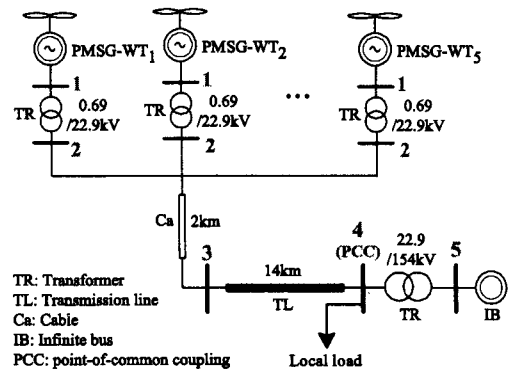 PMSG-WT1
PMSG-WT2
PMSG-WT5
1
1
1
TR
0.69
/22.9kV
TR
0.69
/22.9kV
...
TR
0.69
/22.9kV
2
2
2
Ca
2km
3
14km
TL
4
(PCC)
22.9
/154kV
TR
5
IB
Local load
TR: Transformer
TL: Transmission line
Ca: Cable
IB: Infinite bus
PCC: point-of-common coupling